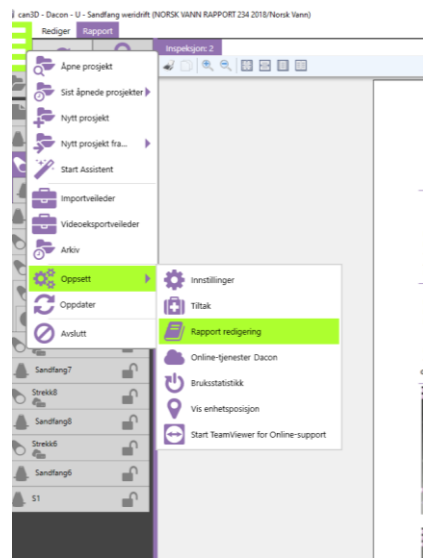 can3D - Dacon - U - Sandfang weridrift (NORSK VANN RAPPORT 234 2018/Norsk Vann)
Rediger Rapport
Inspeksjon: 2
Åpne prosjekt
Sist åpnede prosjekter
Nytt prosjekt
Nytt prosjekt fra...
Start Assistent
Importveileder
Videoeksportveileder
Arkiv
Oppsett
Innstillinger
Oppdater
Tiltak
Avslutt
Rapport redigering
Online-tjenester Dacon
Sandfang7
Bruksstatistikk
Strekk8
Vis enhetsposisjon
Sandfang8
Start TeamViewer for Online-support
Strekk6
Sandfang6
S1